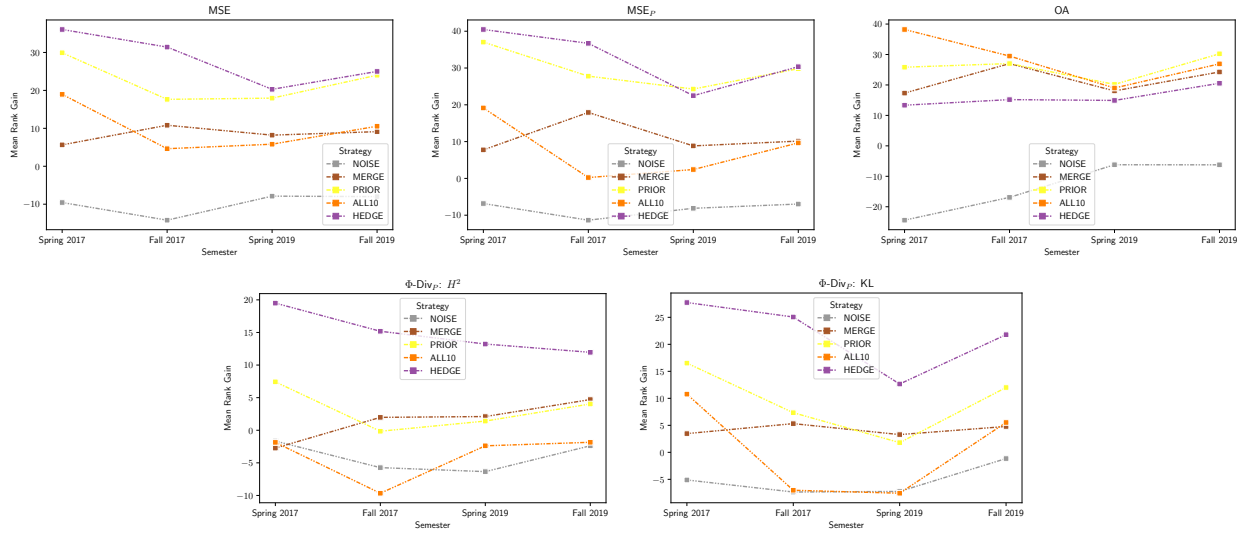 MSE
Mean Rank Gain
30
20
10
0
−10
Strategy
NOISE
MERGE
PRIOR
ALL10
HEDGE
Spring 2017
Fall 2017
Spring 2019
Fall 2019
Semester
MSE_P
Mean Rank Gain
40
30
20
10
0
−10
Strategy
NOISE
MERGE
PRIOR
ALL10
HEDGE
Spring 2017
Fall 2017
Spring 2019
Fall 2019
Semester
OA
Mean Rank Gain
40
30
20
10
0
−10
−20
Strategy
NOISE
MERGE
PRIOR
ALL10
HEDGE
Spring 2017
Fall 2017
Spring 2019
Fall 2019
Semester
Φ-Div_P: H²
Mean Rank Gain
20
15
10
5
0
−5
−10
Strategy
NOISE
MERGE
PRIOR
ALL10
HEDGE
Spring 2017
Fall 2017
Spring 2019
Fall 2019
Semester
Φ-Div_P: KL
Mean Rank Gain
25
20
15
10
5
0
−5
Strategy
NOISE
MERGE
PRIOR
ALL10
HEDGE
Spring 2017
Fall 2017
Spring 2019
Fall 2019
Semester